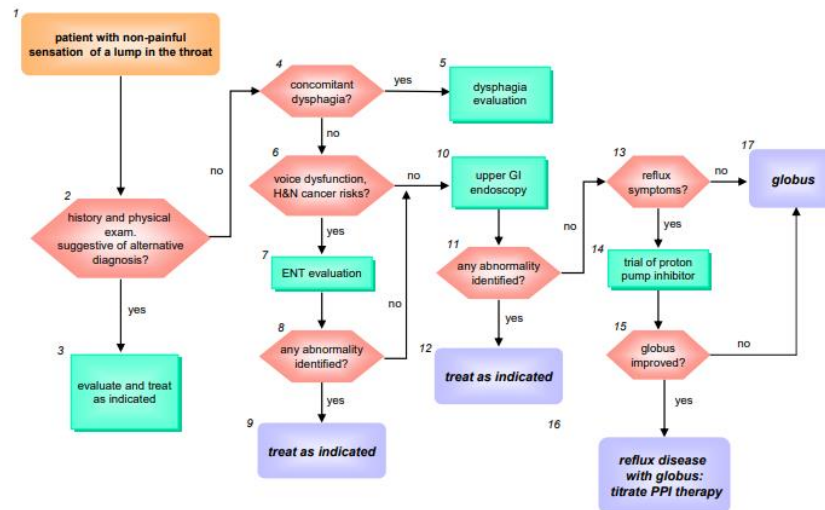 1
patient with non-painful
sensation of a lump in the throat
2
history and physical
exam.
suggestive of alternative
diagnosis?
no
yes
3
evaluate and treat
as indicated
4
concomitant
dysphagia?
yes
no
5
dysphagia
evaluation
6
voice dysfunction,
H&N cancer risks?
no
yes
7
ENT evaluation
8
any abnormality
identified?
no
yes
9
treat as indicated
10
upper GI
endoscopy
11
any abnormality
identified?
no
yes
12
treat as indicated
13
reflux
symptoms?
no
yes
14
trial of proton
pump inhibitor
15
globus
improved?
no
yes
16
reflux disease
with globus:
titrate PPI therapy
17
globus